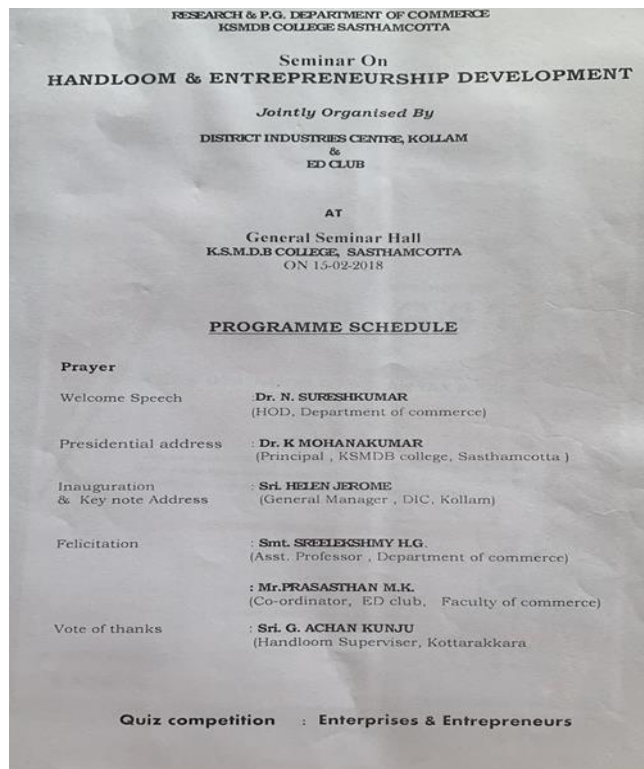 RESEARCH & P.G. DEPARTMENT OF COMMERCE
KSMDB COLLEGE SASTHAMCOTTA
Seminar On
HANDLOOM & ENTREPRENEURSHIP DEVELOPMENT
Jointly Organised By
DISTRICT INDUSTRIES CENTRE, KOLLAM
&
ED CLUB
AT
General Seminar Hall
K.S.M.D.B COLLEGE, SASTHAMCOTTA
ON 15-02-2018
PROGRAMME SCHEDULE
Prayer
Welcome Speech :Dr. N. SURESHKUMAR
(HOD, Department of commerce)
Presidential address : Dr. K MOHANAKUMAR
(Principal , KSMDB college, Sasthamcotta )
Inauguration : Sri. HELEN JEROME
& Key note Address (General Manager , DIC, Kollam)
Felicitation : Smt. SREELEKSHMY H.G.
(Asst. Professor , Department of commerce)
: Mr.PRASASTHAN M.K.
(Co-ordinator, ED club, Faculty of commerce)
Vote of thanks : Sri. G. ACHAN KUNJU
(Handloom Superviser, Kottarakkara
Quiz competition : Enterprises & Entrepreneurs